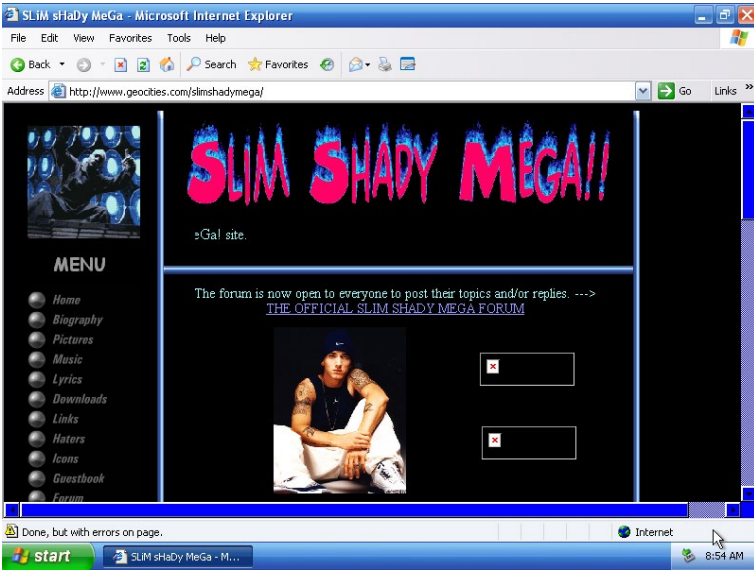 SLiM sHaDy MeGa - Microsoft Internet Explorer
File Edit View Favorites Tools Help
Back Search Favorites
Address http://www.geocities.com/slimshadymega/ Go Links »
SLIM SHADY MEGA!!
eGa! site.
MENU
Home
Biography
Pictures
Music
Lyrics
Downloads
Links
Haters
Icons
Guestbook
Forum
The forum is now open to everyone to post their topics and/or replies. --->
THE OFFICIAL SLIM SHADY MEGA FORUM
Done, but with errors on page. Internet
start SLiM sHaDy MeGa - M... 8:54 AM